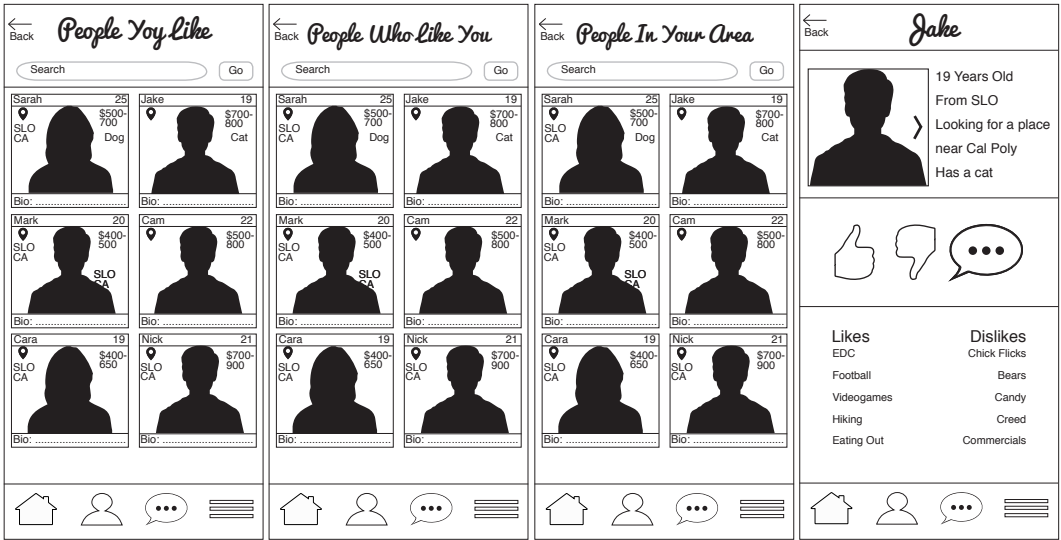 Back
People Yoy Like
Search
Go
Sarah 25
$500-
700
SLO
CA
Dog
Bio: ................................
Jake 19
$700-
800
Cat
Bio: ................................
Mark 20
$400-
500
SLO
CA
SLO
CA
Bio: ................................
Cam 22
$500-
800
Bio: ................................
Cara 19
$400-
650
SLO
CA
Bio: ................................
Nick 21
$700-
900
SLO
CA
Bio: ................................
Back
People Who Like You
Search
Go
Sarah 25
$500-
700
SLO
CA
Dog
Bio: ................................
Jake 19
$700-
800
Cat
Bio: ................................
Mark 20
$400-
500
SLO
CA
SLO
CA
Bio: ................................
Cam 22
$500-
800
Bio: ................................
Cara 19
$400-
650
SLO
CA
Bio: ................................
Nick 21
$700-
900
SLO
CA
Bio: ................................
Back
People In Your Area
Search
Go
Sarah 25
$500-
700
SLO
CA
Dog
Bio: ................................
Jake 19
$700-
800
Cat
Bio: ................................
Mark 20
$400-
500
SLO
CA
SLO
CA
Bio: ................................
Cam 22
$500-
800
Bio: ................................
Cara 19
$400-
650
SLO
CA
Bio: ................................
Nick 21
$700-
900
SLO
CA
Bio: ................................
Back
Jake
19 Years Old
From SLO
Looking for a place
near Cal Poly
Has a cat
Likes
EDC
Football
Videogames
Hiking
Eating Out
Dislikes
Chick Flicks
Bears
Candy
Creed
Commercials